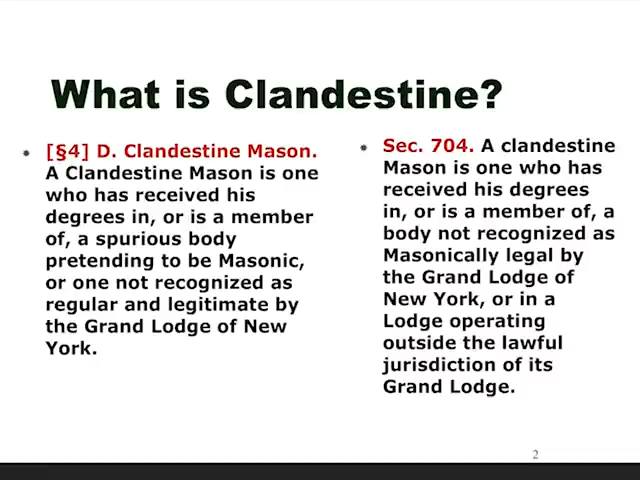 What is Clandestine?
[§4] D. Clandestine Mason.
A Clandestine Mason is one
who has received his
degrees in, or is a member
of, a spurious body
pretending to be Masonic,
or one not recognized as
regular and legitimate by
the Grand Lodge of New
York.
Sec. 704. A clandestine
Mason is one who has
received his degrees
in, or is a member of, a
body not recognized as
Masonically legal by
the Grand Lodge of
New York, or in a
Lodge operating
outside the lawful
jurisdiction of its
Grand Lodge.
2